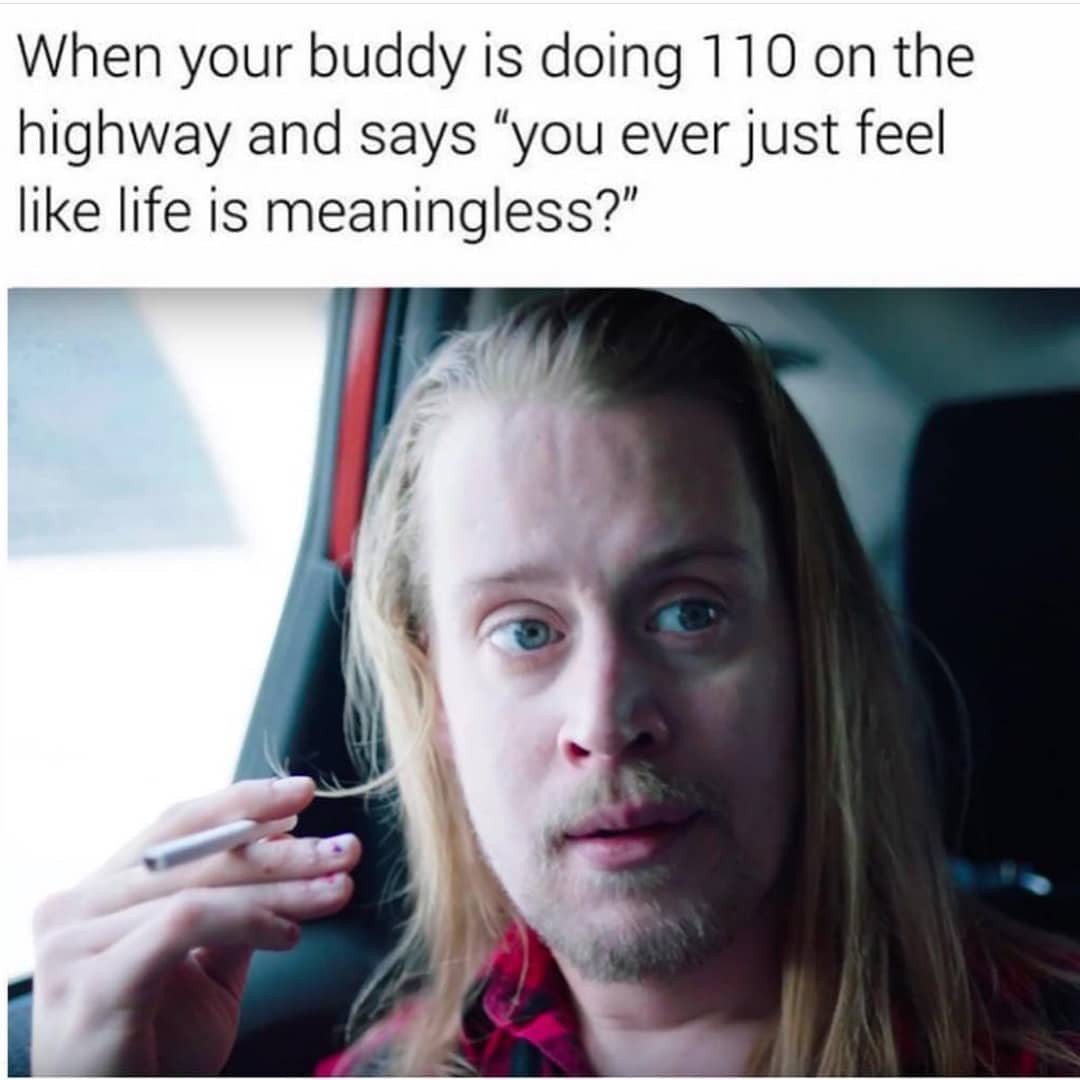 When your buddy is doing 110 on the
highway and says “you ever just feel
like life is meaningless?”